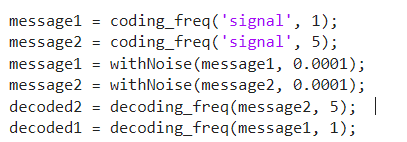 message1 = coding_freq('signal', 1);
message2 = coding_freq('signal', 5);
message1 = withNoise(message1, 0.0001);
message2 = withNoise(message2, 0.0001);
decoded2 = decoding_freq(message2, 5);
decoded1 = decoding_freq(message1, 1);